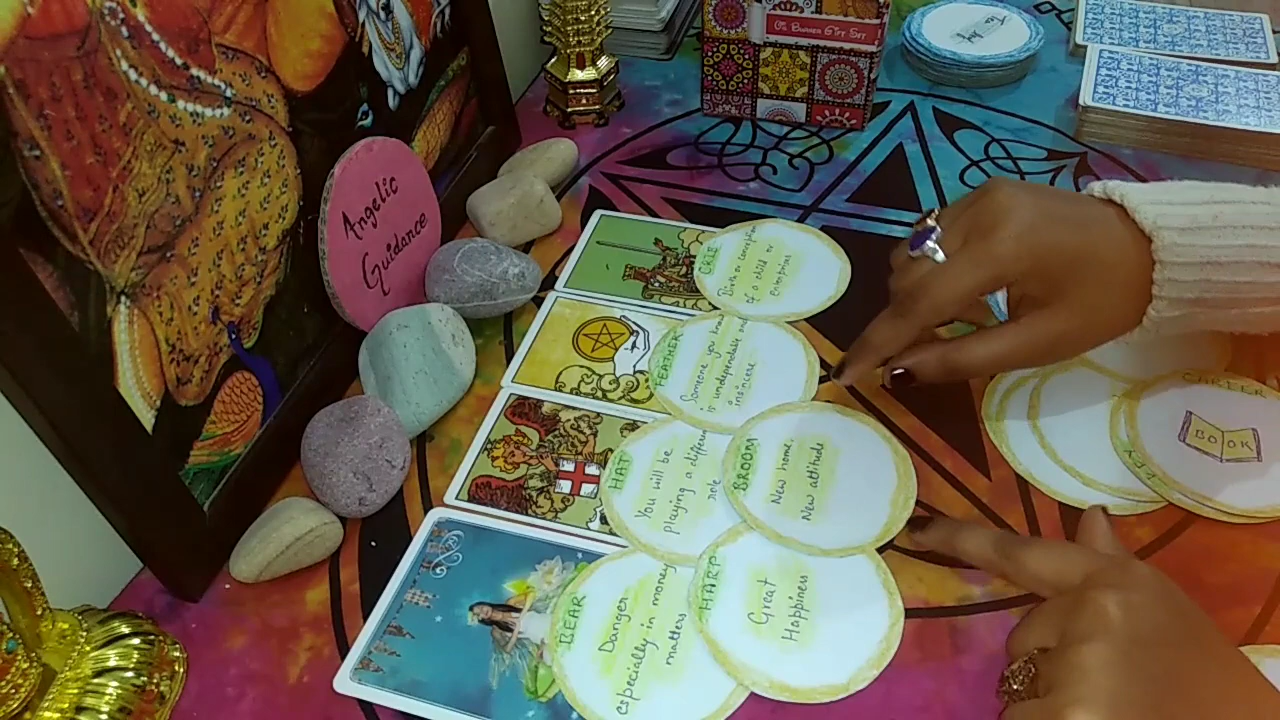 Oil Burner Gift Set
Angelic
Guidance
Birth or conception
of a child or
enterprise
FEATHER
Someone you know
is undependable and
insincere
HAT
You will be
playing a different
role
BROOM
New home.
New attitude
BEAR
Danger
especially in money
matters
HARP
Great
Happiness
CAREER
BOOK